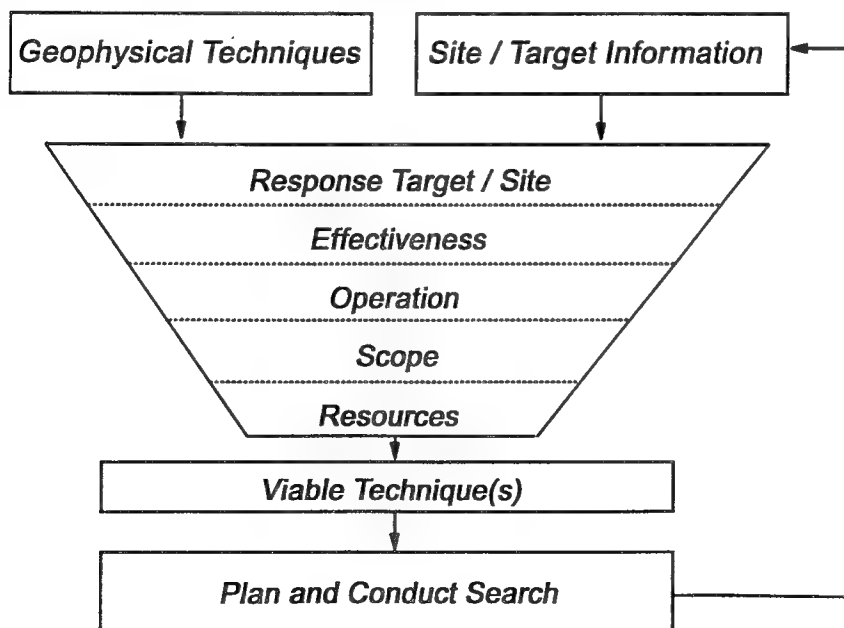 Geophysical Techniques
Site / Target Information
Response Target / Site
Effectiveness
Operation
Scope
Resources
Viable Technique(s)
Plan and Conduct Search